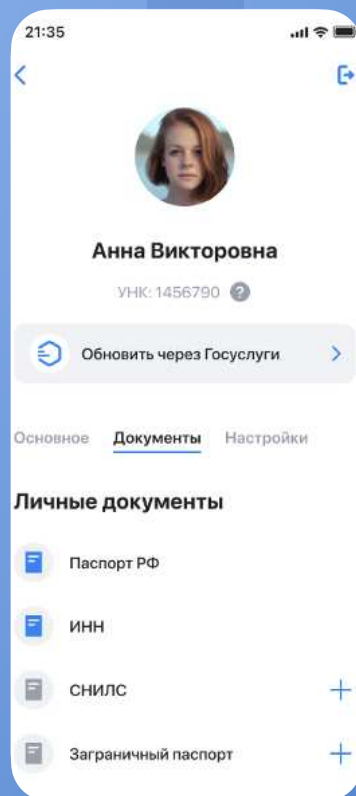 21:35
Анна Викторовна
УНК: 1456790 ?
Обновить через Госуслуги
Основное Документы Настройки
Личные документы
Паспорт РФ
ИНН
СНИЛС
Заграничный паспорт